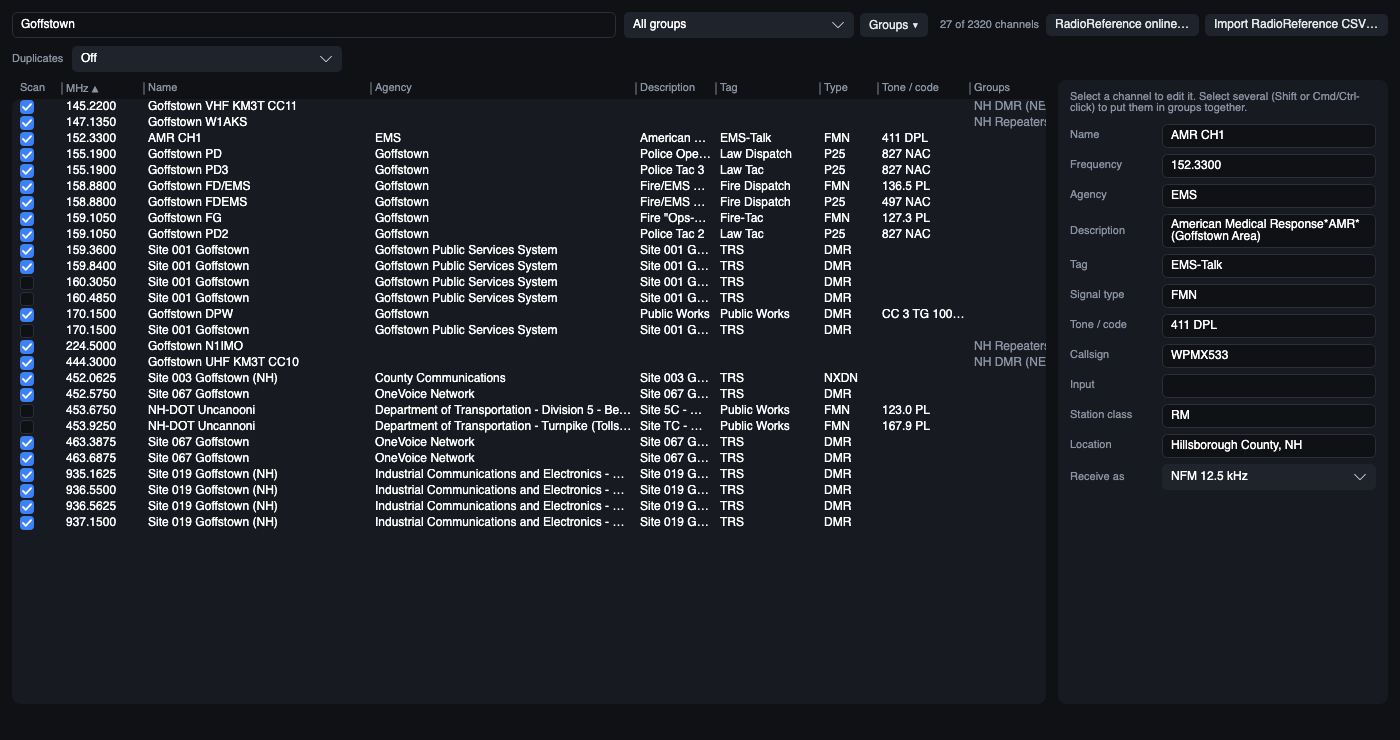 Goffstown All groups Groups ▾ 27 of 2320 channels RadioReference online... Import RadioReference CSV...
Duplicates Off
Scan MHz ▲ Name Agency Description Tag Type Tone / code Groups
145.2200 Goffstown VHF KM3T CC11 NH DMR (NE
147.1350 Goffstown W1AKS NH Repeaters
152.3300 AMR CH1 EMS American ... EMS-Talk FMN 411 DPL
155.1900 Goffstown PD Goffstown Police Ope... Law Dispatch P25 827 NAC
155.1900 Goffstown PD3 Goffstown Police Tac 3 Law Tac P25 827 NAC
158.8800 Goffstown FD/EMS Goffstown Fire/EMS ... Fire Dispatch FMN 136.5 PL
158.8800 Goffstown FDEMS Goffstown Fire/EMS ... Fire Dispatch P25 497 NAC
159.1050 Goffstown FG Goffstown Fire "Ops-... Fire-Tac FMN 127.3 PL
159.1050 Goffstown PD2 Goffstown Police Tac 2 Law Tac P25 827 NAC
159.3600 Site 001 Goffstown Goffstown Public Services System Site 001 G... TRS DMR
159.8400 Site 001 Goffstown Goffstown Public Services System Site 001 G... TRS DMR
160.3050 Site 001 Goffstown Goffstown Public Services System Site 001 G... TRS DMR
160.4850 Site 001 Goffstown Goffstown Public Services System Site 001 G... TRS DMR
170.1500 Goffstown DPW Goffstown Public Works Public Works DMR CC 3 TG 100...
170.1500 Site 001 Goffstown Goffstown Public Services System Site 001 G... TRS DMR
224.5000 Goffstown N1IMO NH Repeaters
444.3000 Goffstown UHF KM3T CC10 NH DMR (NE
452.0625 Site 003 Goffstown (NH) County Communications Site 003 G... TRS NXDN
452.5750 Site 067 Goffstown OneVoice Network Site 067 G... TRS DMR
453.6750 NH-DOT Uncanooni Department of Transportation - Division 5 - Be... Site 5C - ... Public Works FMN 123.0 PL
453.9250 NH-DOT Uncannoni Department of Transportation - Turnpike (Tolls... Site TC - ... Public Works FMN 167.9 PL
463.3875 Site 067 Goffstown OneVoice Network Site 067 G... TRS DMR
463.6875 Site 067 Goffstown OneVoice Network Site 067 G... TRS DMR
935.1625 Site 019 Goffstown (NH) Industrial Communications and Electronics - ... Site 019 G... TRS DMR
936.5500 Site 019 Goffstown (NH) Industrial Communications and Electronics - ... Site 019 G... TRS DMR
936.5625 Site 019 Goffstown (NH) Industrial Communications and Electronics - ... Site 019 G... TRS DMR
937.1500 Site 019 Goffstown (NH) Industrial Communications and Electronics - ... Site 019 G... TRS DMR
Select a channel to edit it. Select several (Shift or Cmd/Ctrl-
click) to put them in groups together.
Name AMR CH1
Frequency 152.3300
Agency EMS
Description American Medical Response*AMR*
(Goffstown Area)
Tag EMS-Talk
Signal type FMN
Tone / code 411 DPL
Callsign WPMX533
Input
Station class RM
Location Hillsborough County, NH
Receive as NFM 12.5 kHz